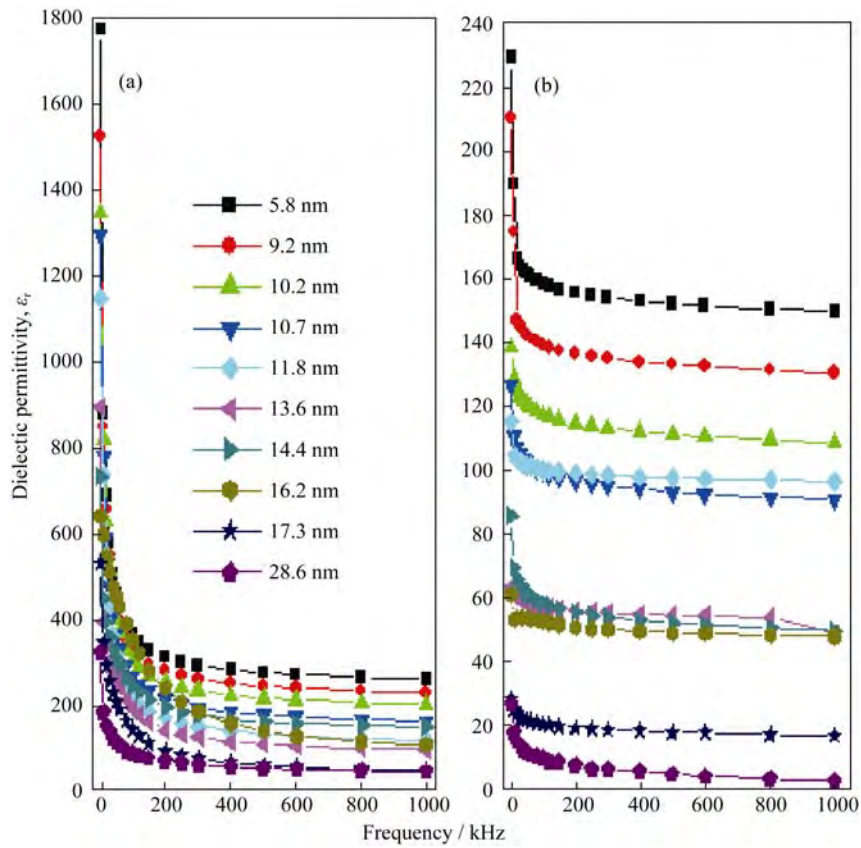 1800
1600
1400
1200
1000
800
600
400
200
0
Dielectic permittivity, εr
(a)
5.8 nm
9.2 nm
10.2 nm
10.7 nm
11.8 nm
13.6 nm
14.4 nm
16.2 nm
17.3 nm
28.6 nm
0 200 400 600 800 1000
240
220
200
180
160
140
120
100
80
60
40
20
0
(b)
0 200 400 600 800 1000
Frequency / kHz